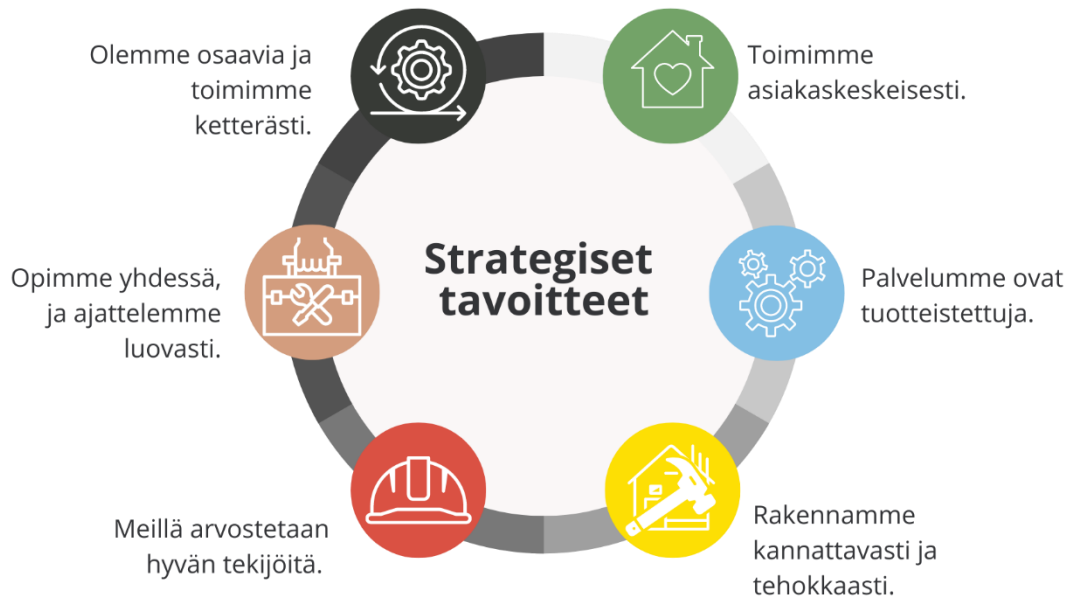 Strategiset
tavoitteet
Toimimme
asiakaskeskeisesti.
Palvelumme ovat
tuotteistettuja.
Rakennamme
kannattavasti ja
tehokkaasti.
Meillä arvostetaan
hyvän tekijöitä.
Opimme yhdessä,
ja ajattelemme
luovasti.
Olemme osaavia ja
toimimme
ketterästi.